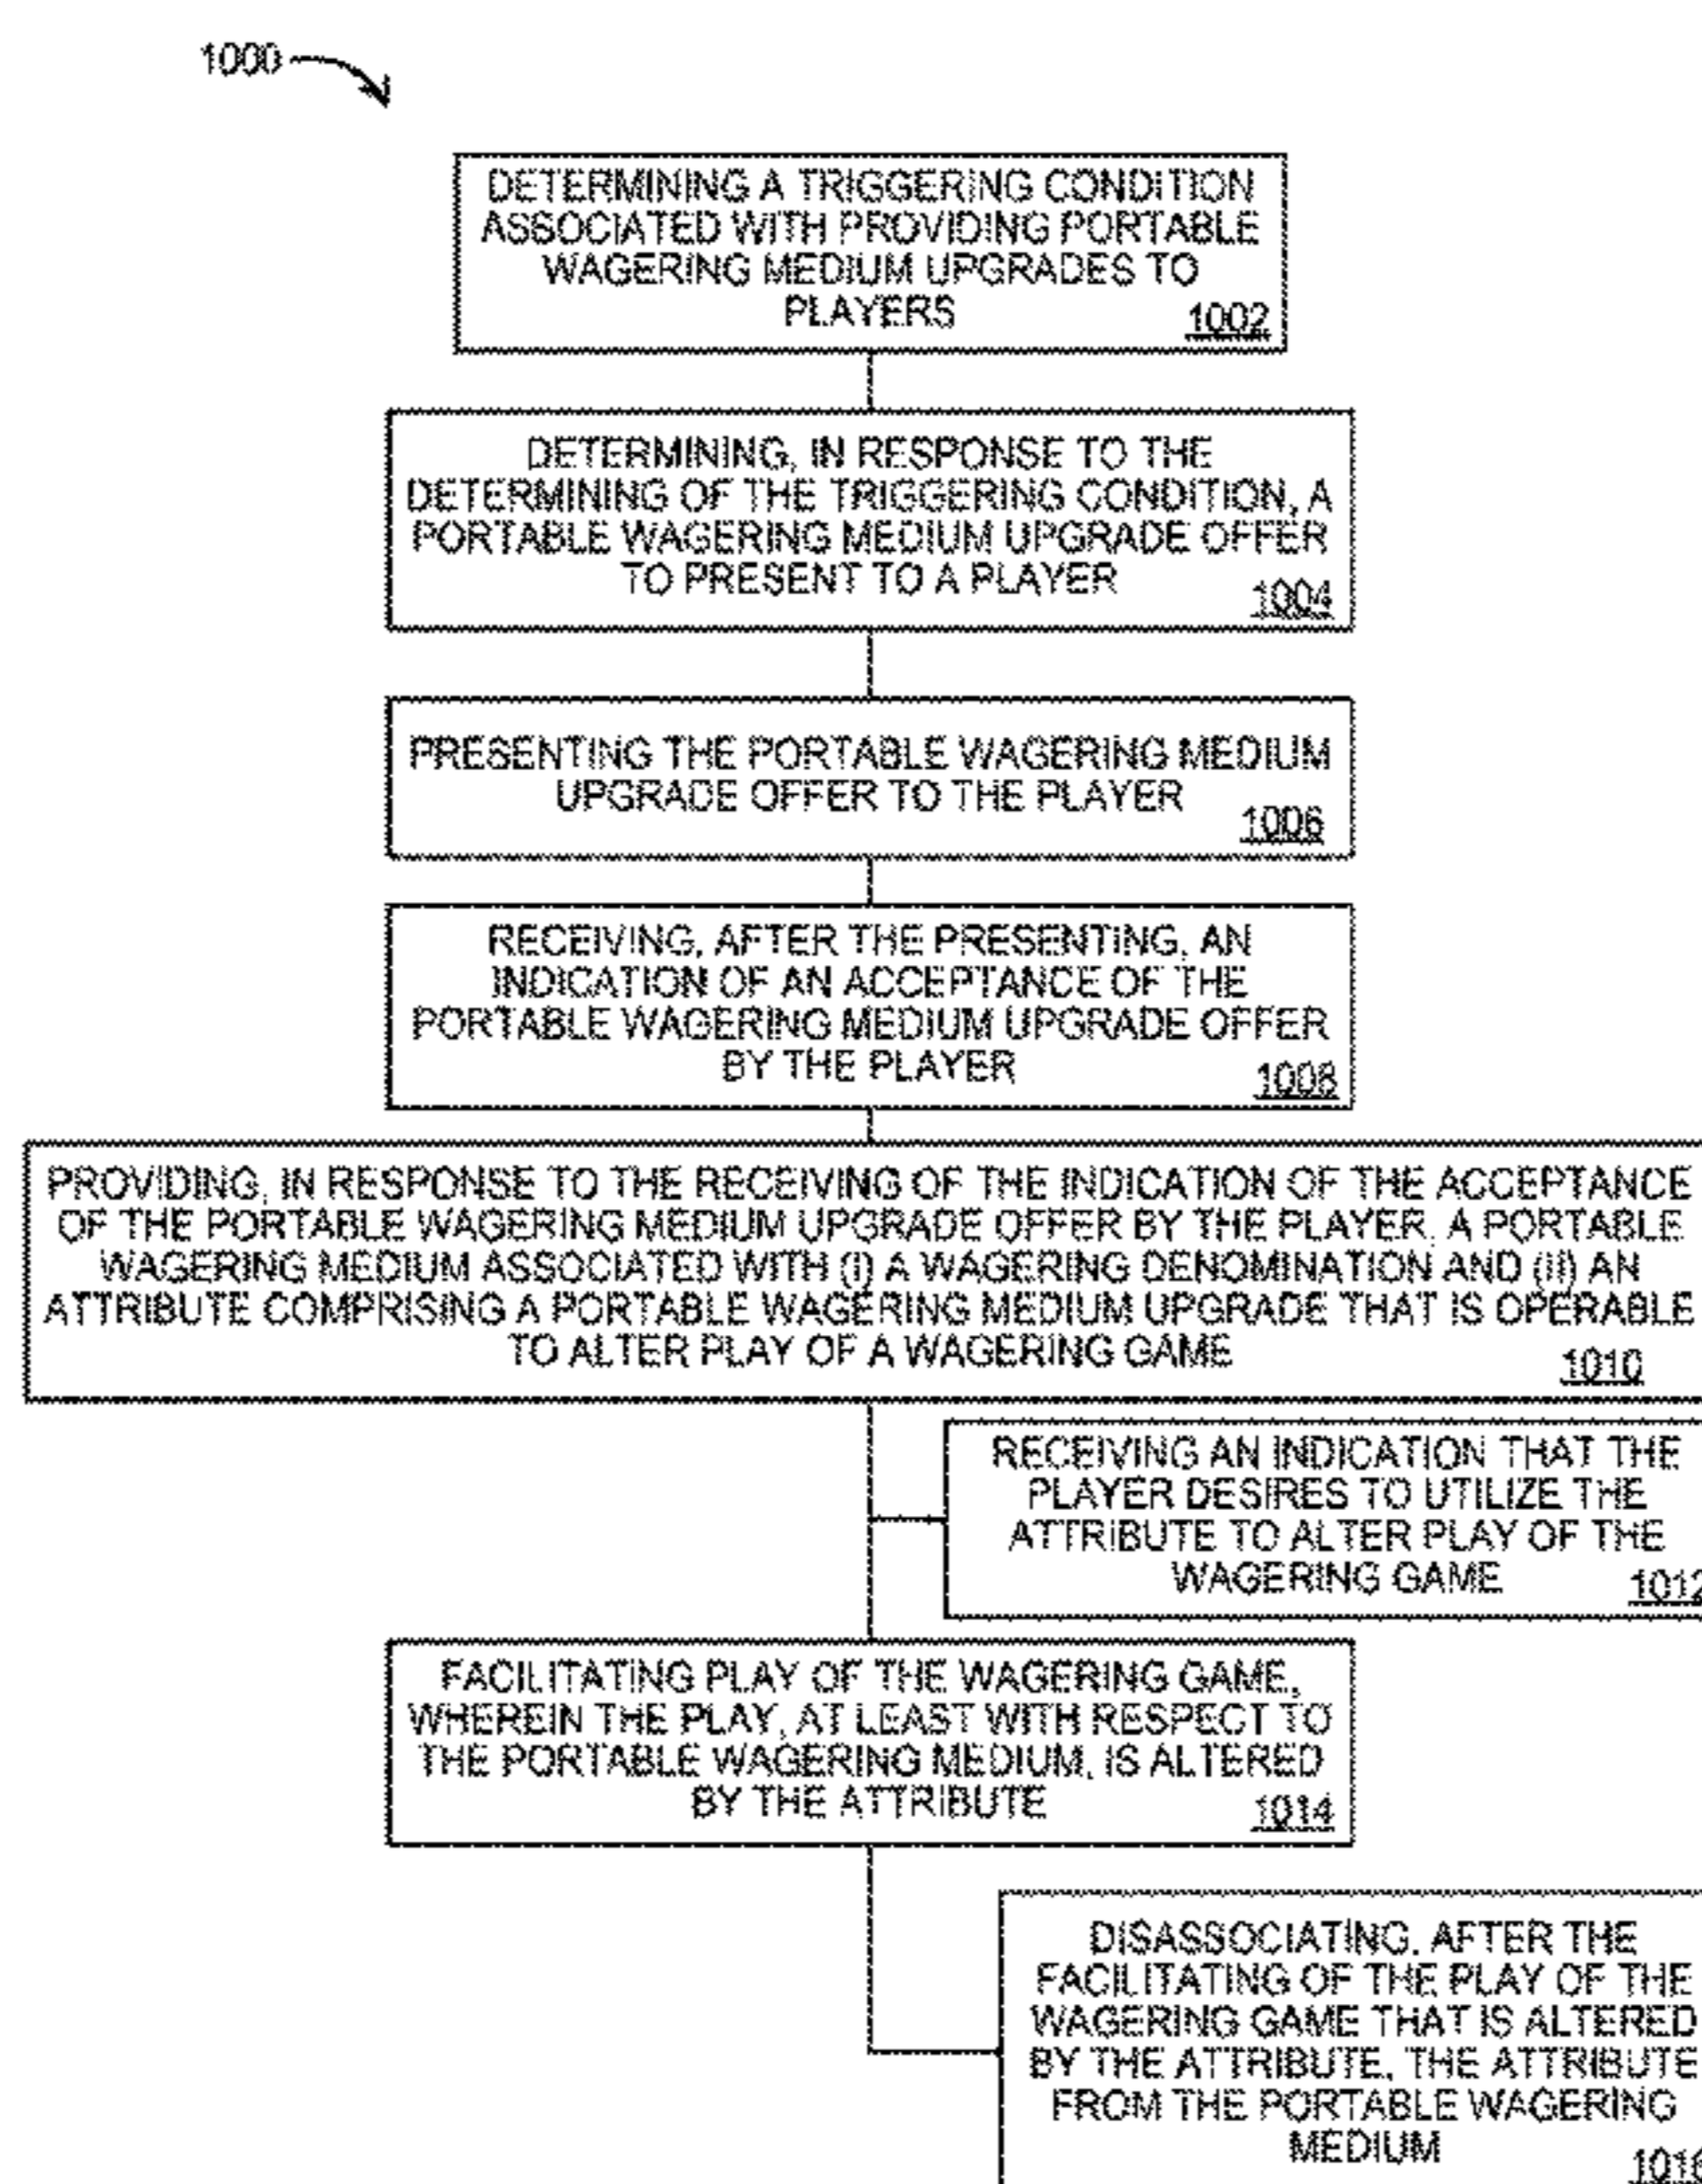 1000
DETERMINING A TRIGGERING CONDITION
ASSOCIATED WITH PROVIDING PORTABLE
WAGERING MEDIUM UPGRADES TO
PLAYERS 1002
DETERMINING, IN RESPONSE TO THE
DETERMINING OF THE TRIGGERING CONDITION, A
PORTABLE WAGERING MEDIUM UPGRADE OFFER
TO PRESENT TO A PLAYER 1004
PRESENTING THE PORTABLE WAGERING MEDIUM
UPGRADE OFFER TO THE PLAYER
1006
RECEIVING, AFTER THE PRESENTING, AN
INDICATION OF AN ACCEPTANCE OF THE
PORTABLE WAGERING MEDIUM UPGRADE OFFER
BY THE PLAYER 1008
PROVIDING, IN RESPONSE TO THE RECEIVING OF THE INDICATION OF THE ACCEPTANCE
OF THE PORTABLE WAGERING MEDIUM UPGRADE OFFER BY THE PLAYER, A PORTABLE
WAGERING MEDIUM ASSOCIATED WITH (I) A WAGERING DENOMINATION AND (II) AN
ATTRIBUTE COMPRISING A PORTABLE WAGERING MEDIUM UPGRADE THAT IS OPERABLE
TO ALTER PLAY OF A WAGERING GAME 1010
RECEIVING AN INDICATION THAT THE
PLAYER DESIRES TO UTILIZE THE
ATTRIBUTE TO ALTER PLAY OF THE
WAGERING GAME 1012
FACILITATING PLAY OF THE WAGERING GAME,
WHEREIN THE PLAY, AT LEAST WITH RESPECT TO
THE PORTABLE WAGERING MEDIUM, IS ALTERED
BY THE ATTRIBUTE 1014
DISASSOCIATING, AFTER THE
FACILITATING OF THE PLAY OF THE
WAGERING GAME THAT IS ALTERED
BY THE ATTRIBUTE, THE ATTRIBUTE
FROM THE PORTABLE WAGERING
MEDIUM 1016